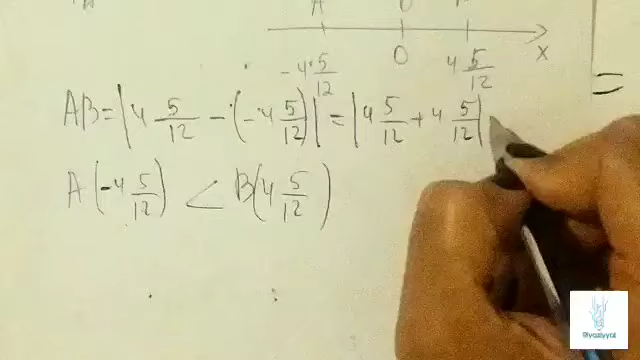 A O
-4 5/12 O 4 5/12 x
AB = |4 5/12 - (-4 5/12)| = |4 5/12 + 4 5/12|
=
A(-4 5/12) < B(4 5/12)
Riyaziyyat